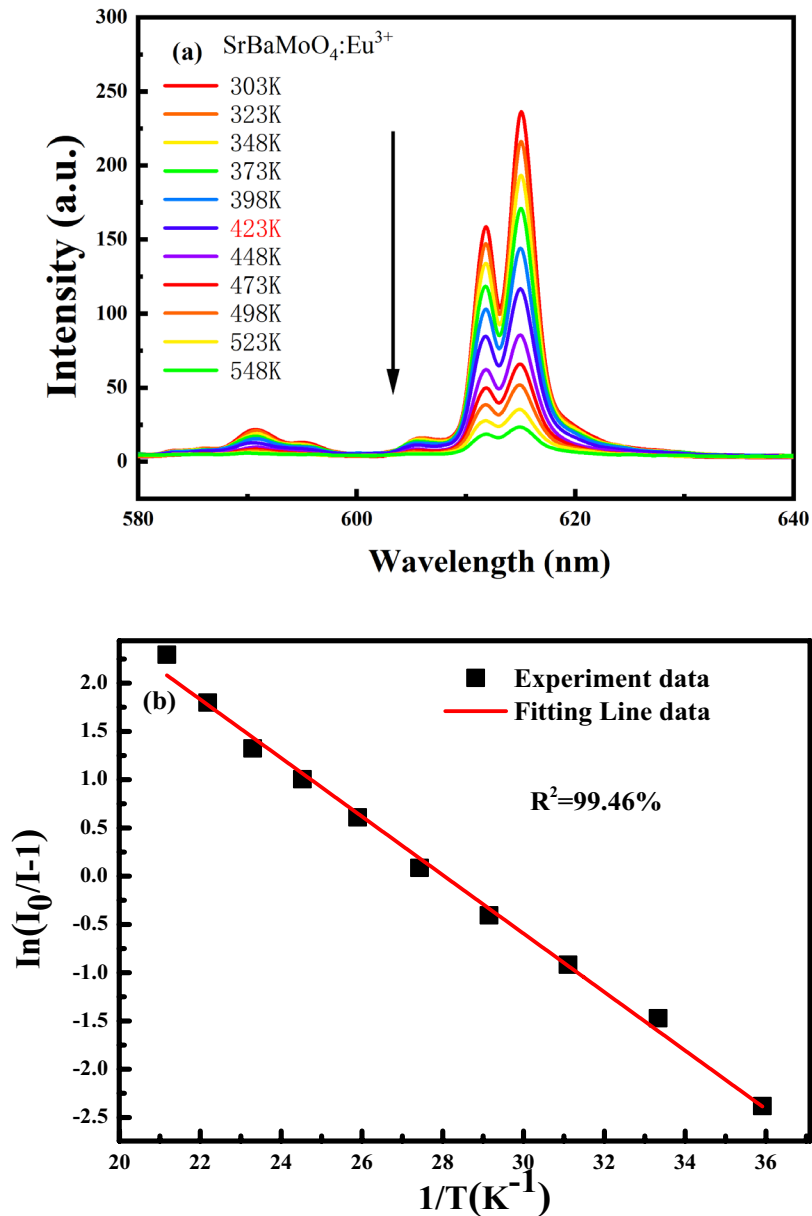 300
(a) SrBaMoO₄:Eu³⁺
303K
323K
348K
373K
398K
423K
448K
473K
498K
523K
548K
250
200
150
100
50
0
Intensity (a.u.)
580 600 620 640
Wavelength (nm)
2.0
1.5
1.0
0.5
0.0
-0.5
-1.0
-1.5
-2.0
-2.5
In(I₀/I-1)
(b)
Experiment data
Fitting Line data
R²=99.46%
20 22 24 26 28 30 32 34 36
1/T(K⁻¹)